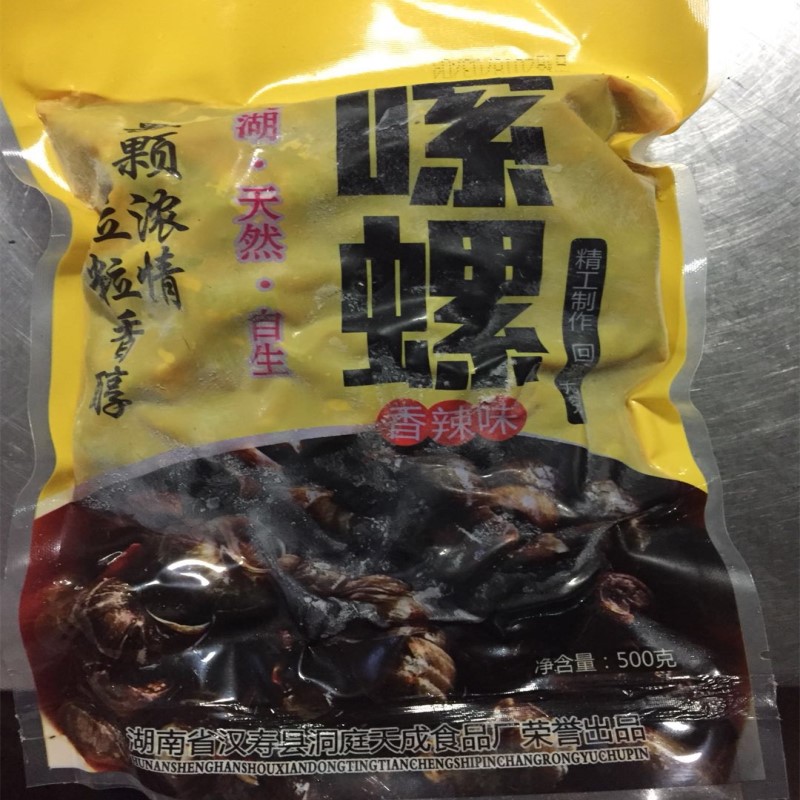 嗦
螺
香辣味
精工制作 回
湖·天然·自生
颗浓情
粒香醇
净含量：500克
湖南省汉寿县洞庭天成食品厂荣誉出品
HUNANSHENGHANSHOUXIANDONGTINGTIANCHENGSHIPINCHANGRONGYUCHUPIN